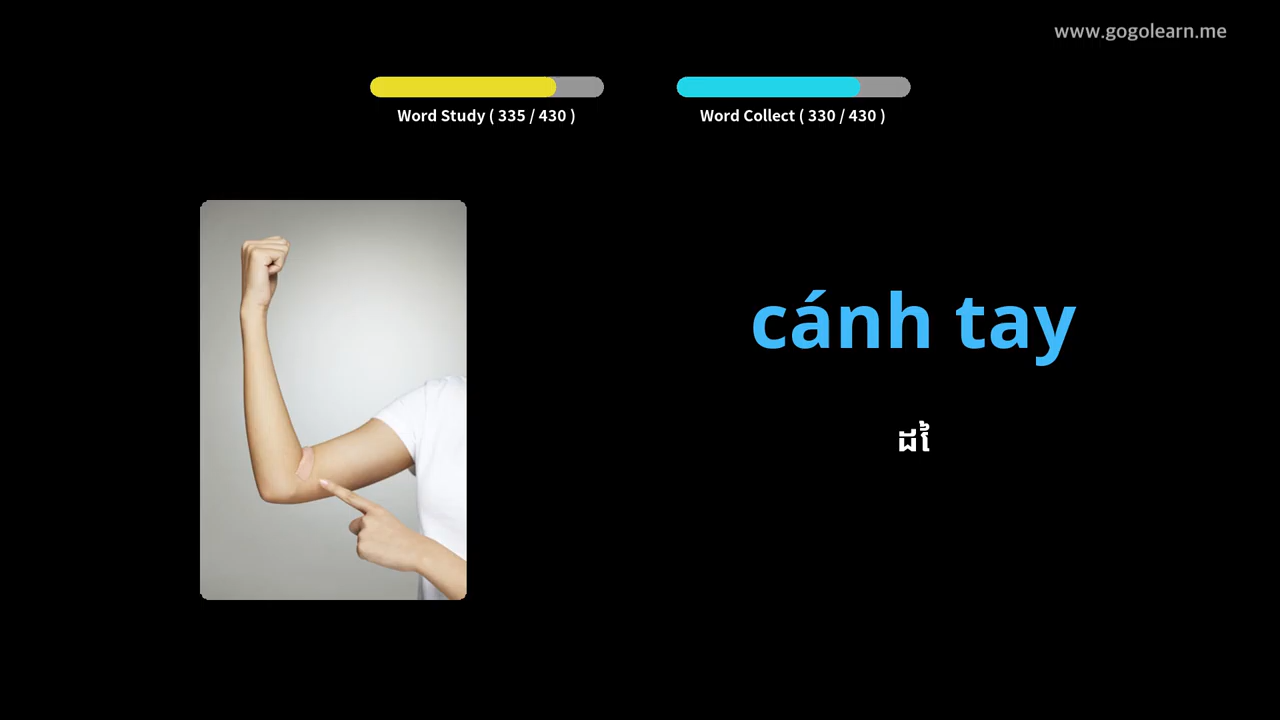 www.gogolearn.me
Word Study ( 335 / 430 )
Word Collect ( 330 / 430 )
cánh tay
ដៃ